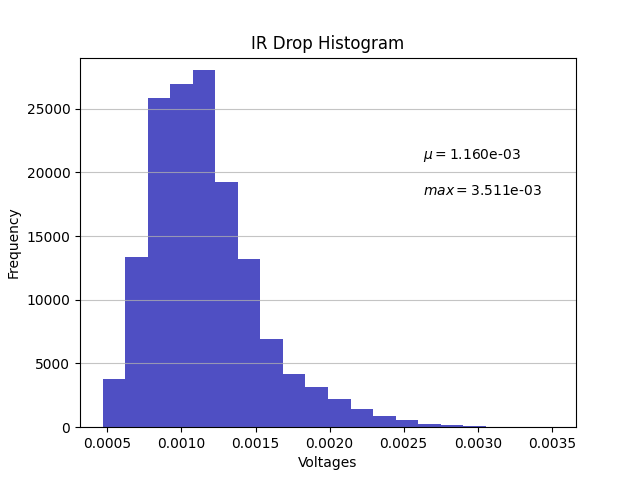 IR Drop Histogram
25000
20000
15000
10000
5000
0
Frequency
μ = 1.160e-03
max = 3.511e-03
0.0005 0.0010 0.0015 0.0020 0.0025 0.0030 0.0035
Voltages